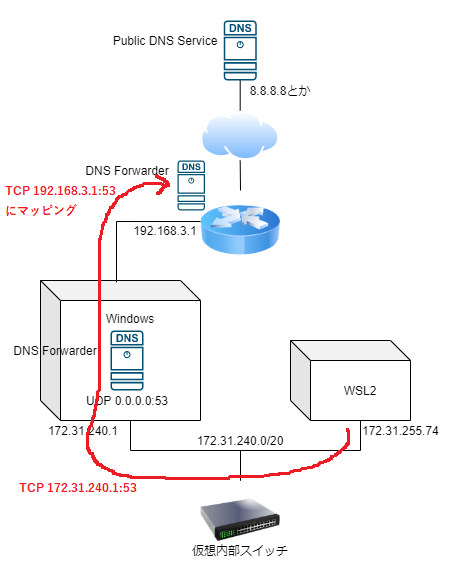 DNS
Public DNS Service
8.8.8.8とか
DNS Forwarder
DNS
TCP 192.168.3.1:53
にマッピング
192.168.3.1
Windows
DNS
DNS Forwarder
UDP 0.0.0.0:53
WSL2
172.31.240.1
172.31.255.74
172.31.240.0/20
TCP 172.31.240.1:53
仮想内部スイッチ